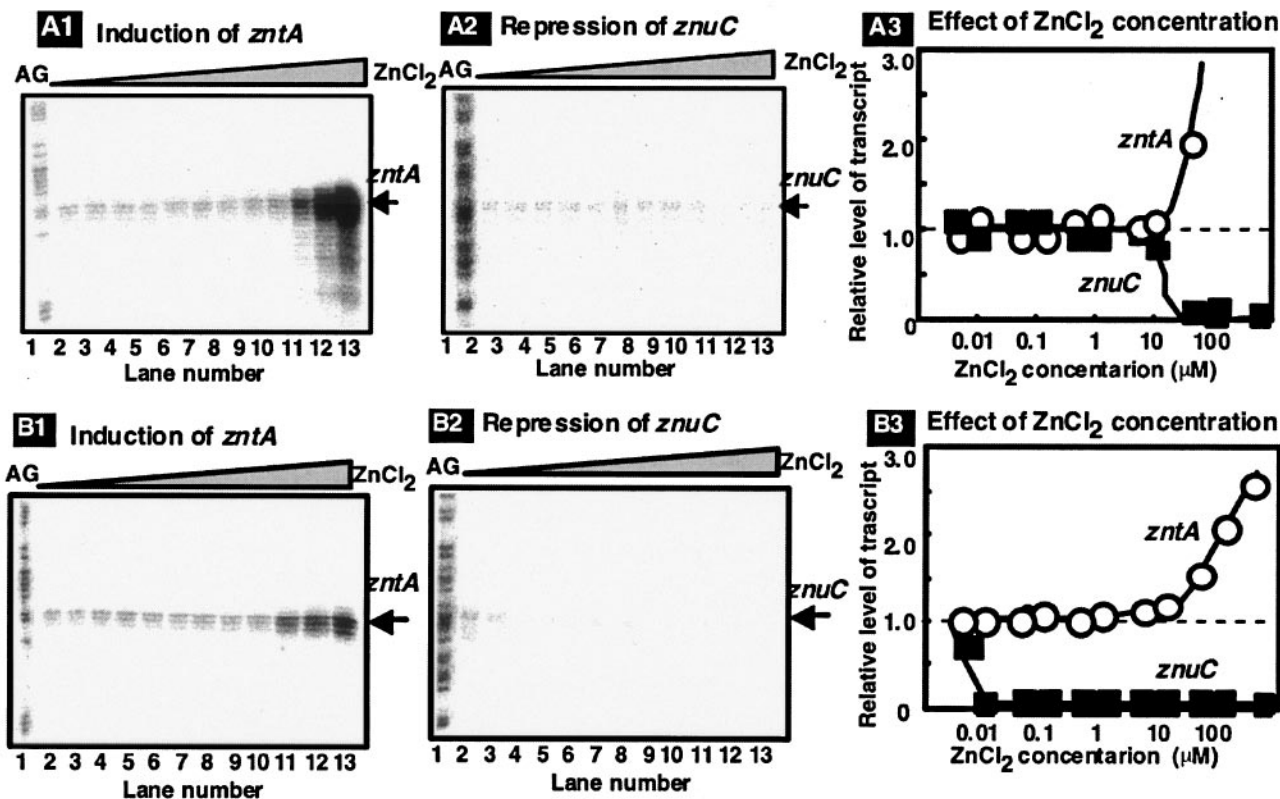 A1 Induction of zntA
AG ZnCl2
zntA
1 2 3 4 5 6 7 8 9 10 11 12 13
Lane number
A2 Repression of znuC
AG ZnCl2
znuC
1 2 3 4 5 6 7 8 9 10 11 12 13
Lane number
A3 Effect of ZnCl2 concentration
Relative level of transcript
3.0
2.0
1.0
0
zntA
znuC
0.01 0.1 1 10 100
ZnCl2 concentarion (µM)
B1 Induction of zntA
AG ZnCl2
zntA
1 2 3 4 5 6 7 8 9 10 11 12 13
Lane number
B2 Repression of znuC
AG ZnCl2
znuC
1 2 3 4 5 6 7 8 9 10 11 12 13
Lane number
B3 Effect of ZnCl2 concentration
Relative level of trascript
3.0
2.0
1.0
0
zntA
znuC
0.01 0.1 1 10 100
ZnCl2 concentarion (µM)